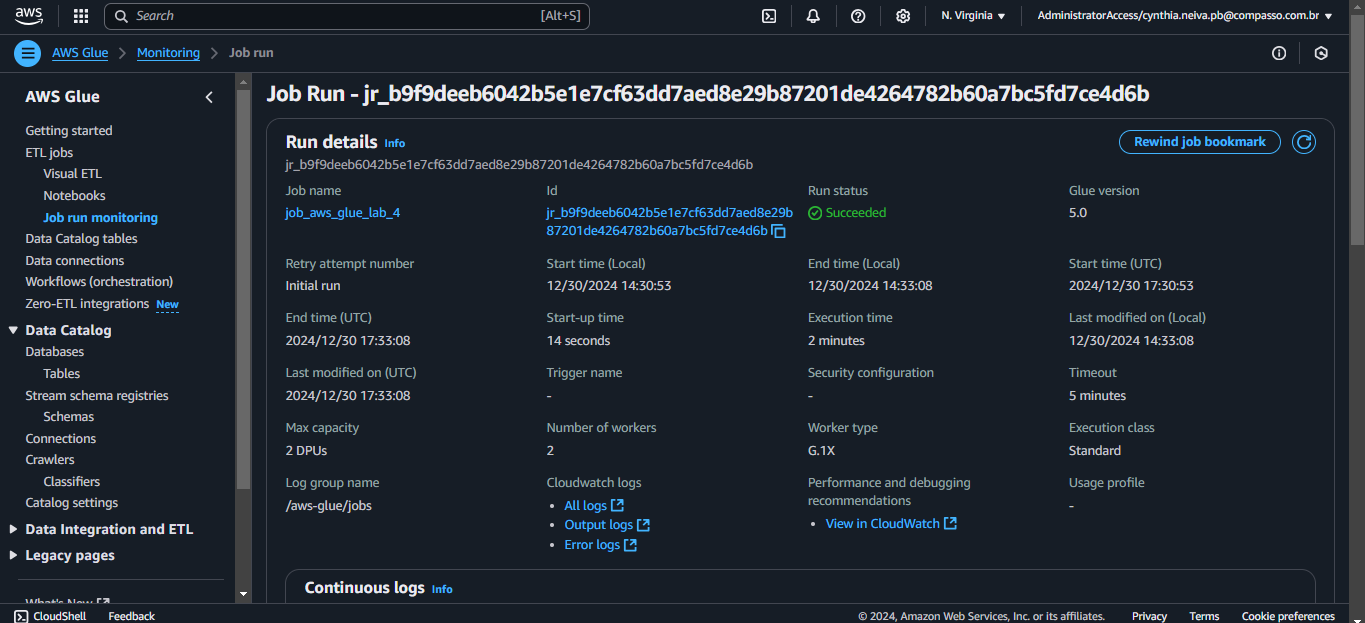 aws
Search
[Alt+S]
N. Virginia
AdministratorAccess/cynthia.neiva.pb@compasso.com.br
AWS Glue
Monitoring
Job run
AWS Glue
Getting started
ETL jobs
Visual ETL
Notebooks
Job run monitoring
Data Catalog tables
Data connections
Workflows (orchestration)
Zero-ETL integrations New
Data Catalog
Databases
Tables
Stream schema registries
Schemas
Connections
Crawlers
Classifiers
Catalog settings
Data Integration and ETL
Legacy pages
What's New
Job Run - jr_b9f9deeb6042b5e1e7cf63dd7aed8e29b87201de4264782b60a7bc5fd7ce4d6b
Run details Info
Rewind job bookmark
jr_b9f9deeb6042b5e1e7cf63dd7aed8e29b87201de4264782b60a7bc5fd7ce4d6b
Job name
job_aws_glue_lab_4
Id
jr_b9f9deeb6042b5e1e7cf63dd7aed8e29b
87201de4264782b60a7bc5fd7ce4d6b
Run status
Succeeded
Glue version
5.0
Retry attempt number
Initial run
Start time (Local)
12/30/2024 14:30:53
End time (Local)
12/30/2024 14:33:08
Start time (UTC)
2024/12/30 17:30:53
End time (UTC)
2024/12/30 17:33:08
Start-up time
14 seconds
Execution time
2 minutes
Last modified on (Local)
12/30/2024 14:33:08
Last modified on (UTC)
2024/12/30 17:33:08
Trigger name
-
Security configuration
-
Timeout
5 minutes
Max capacity
2 DPUs
Number of workers
2
Worker type
G.1X
Execution class
Standard
Log group name
/aws-glue/jobs
Cloudwatch logs
• All logs
• Output logs
• Error logs
Performance and debugging
recommendations
• View in CloudWatch
Usage profile
-
Continuous logs Info
CloudShell
Feedback
© 2024, Amazon Web Services, Inc. or its affiliates.
Privacy
Terms
Cookie preferences